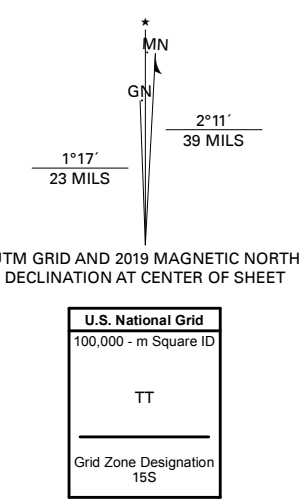 ★
MN
GN
2°11´
39 MILS
1°17´
23 MILS
UTM GRID AND 2019 MAGNETIC NORTH
DECLINATION AT CENTER OF SHEET
U.S. National Grid
100,000 - m Square ID
TT
Grid Zone Designation
15S